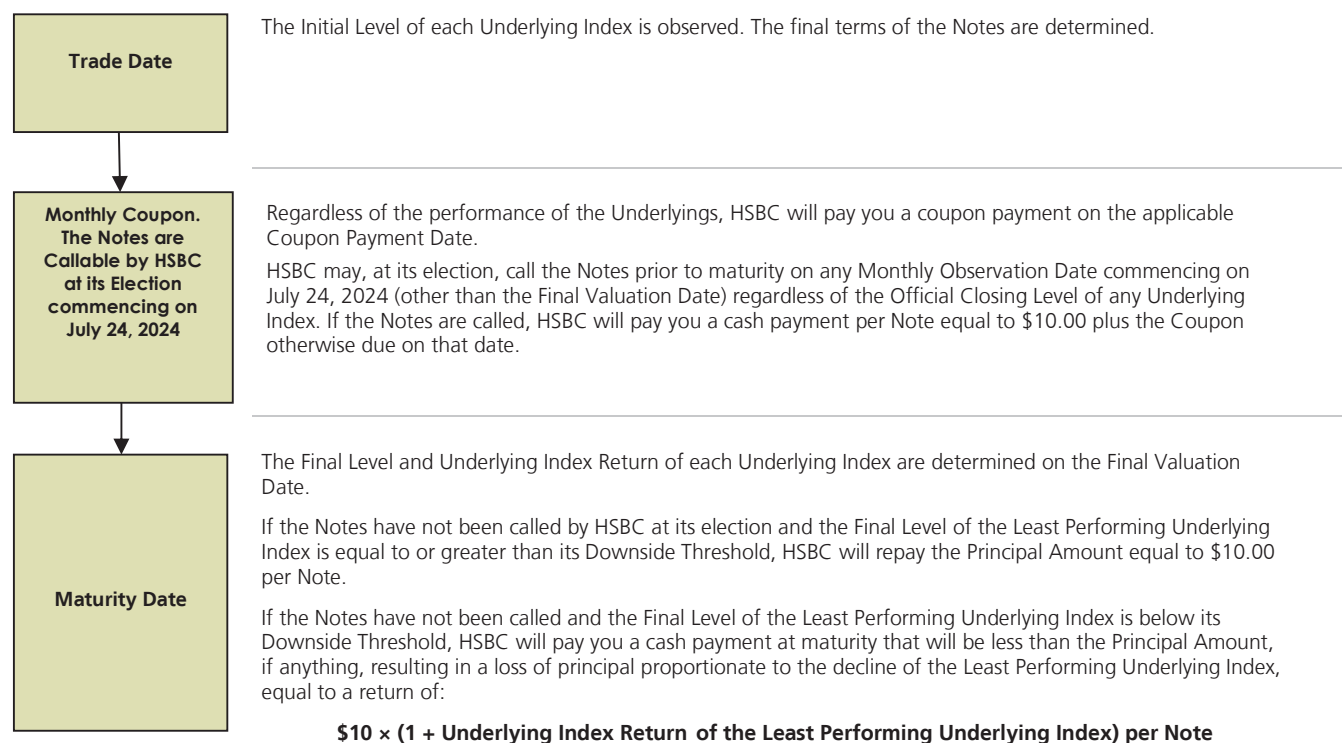 Trade Date
The Initial Level of each Underlying Index is observed. The final terms of the Notes are determined.
Monthly Coupon.
The Notes are
Callable by HSBC
at its Election
commencing on
July 24, 2024
Regardless of the performance of the Underlyings, HSBC will pay you a coupon payment on the applicable
Coupon Payment Date.
HSBC may, at its election, call the Notes prior to maturity on any Monthly Observation Date commencing on
July 24, 2024 (other than the Final Valuation Date) regardless of the Official Closing Level of any Underlying
Index. If the Notes are called, HSBC will pay you a cash payment per Note equal to $10.00 plus the Coupon
otherwise due on that date.
Maturity Date
The Final Level and Underlying Index Return of each Underlying Index are determined on the Final Valuation
Date.
If the Notes have not been called by HSBC at its election and the Final Level of the Least Performing Underlying
Index is equal to or greater than its Downside Threshold, HSBC will repay the Principal Amount equal to $10.00
per Note.
If the Notes have not been called and the Final Level of the Least Performing Underlying Index is below its
Downside Threshold, HSBC will pay you a cash payment at maturity that will be less than the Principal Amount,
if anything, resulting in a loss of principal proportionate to the decline of the Least Performing Underlying Index,
equal to a return of:
$10 × (1 + Underlying Index Return of the Least Performing Underlying Index) per Note